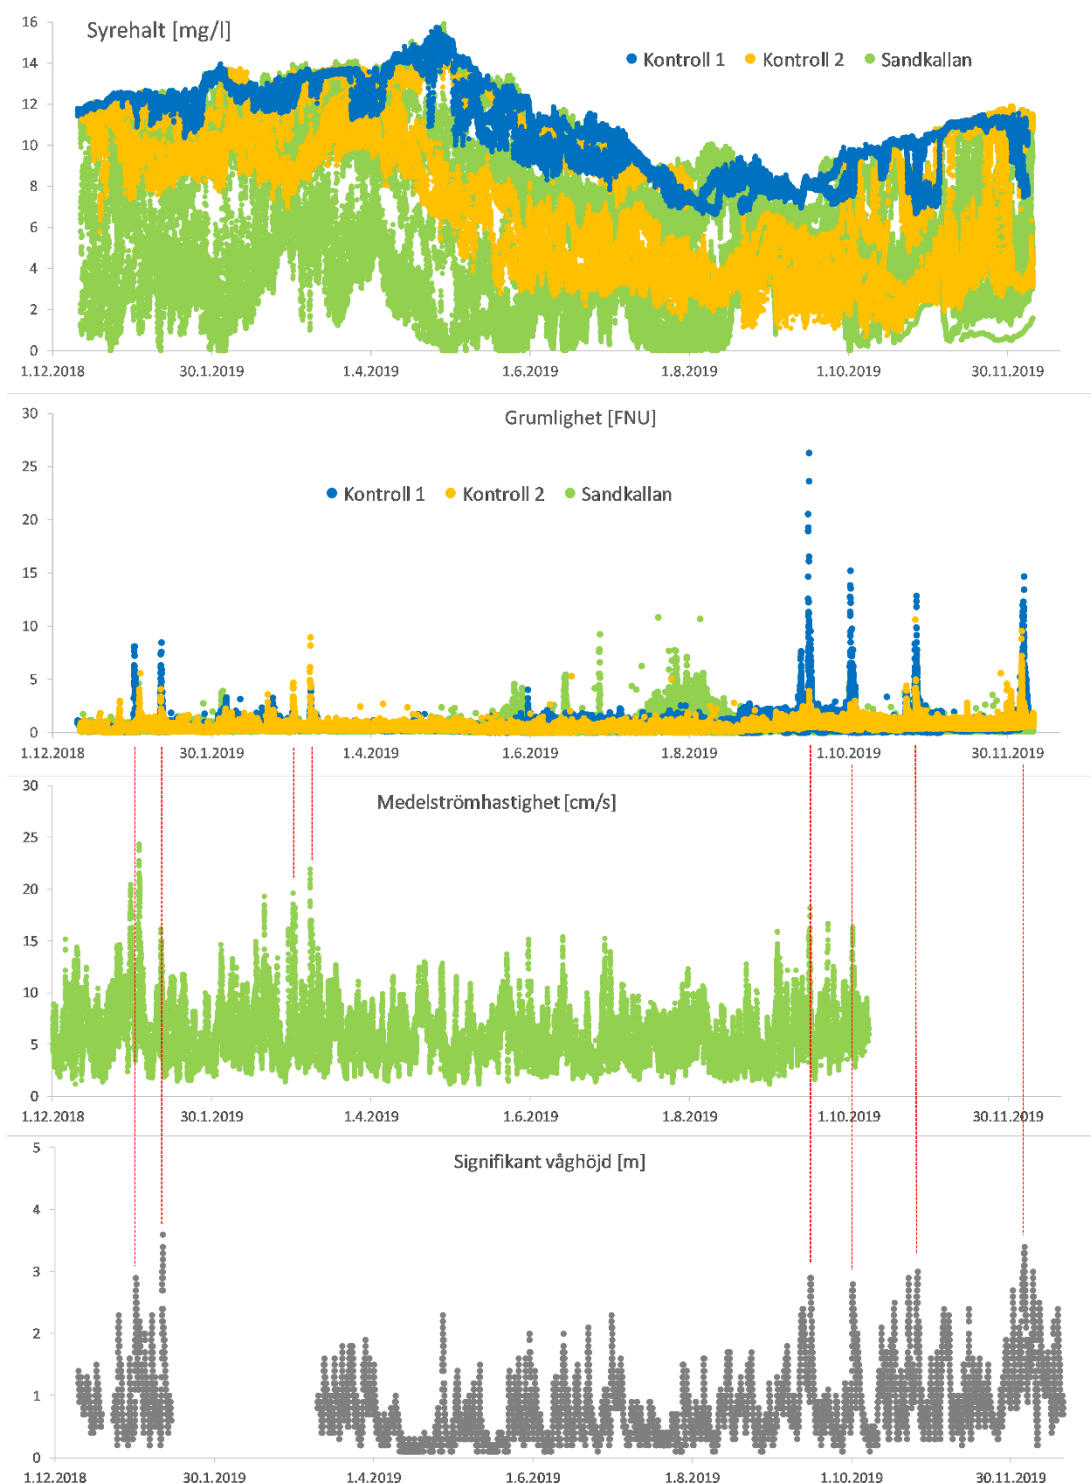 Syrehalt [mg/l]
Kontroll 1 Kontroll 2 Sandkallan
16
14
12
10
8
6
4
2
0
1.12.2018 30.1.2019 1.4.2019 1.6.2019 1.8.2019 1.10.2019 30.11.2019
Grumlighet [FNU]
Kontroll 1 Kontroll 2 Sandkallan
30
25
20
15
10
5
0
1.12.2018 30.1.2019 1.4.2019 1.6.2019 1.8.2019 1.10.2019 30.11.2019
Medelströmhastighet [cm/s]
30
25
20
15
10
5
0
1.12.2018 30.1.2019 1.4.2019 1.6.2019 1.8.2019 1.10.2019 30.11.2019
Signifikant våghöjd [m]
5
4
3
2
1
0
1.12.2018 30.1.2019 1.4.2019 1.6.2019 1.8.2019 1.10.2019 30.11.2019